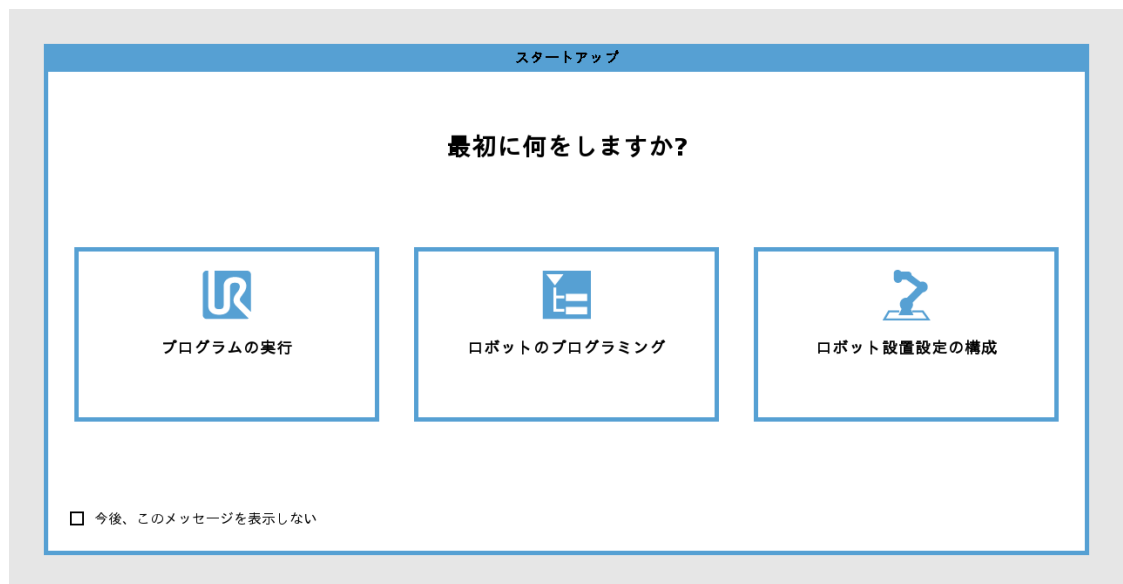 スタートアップ
最初に何をしますか?
プログラムの実行
ロボットのプログラミング
ロボット設置設定の構成
今後、このメッセージを表示しない